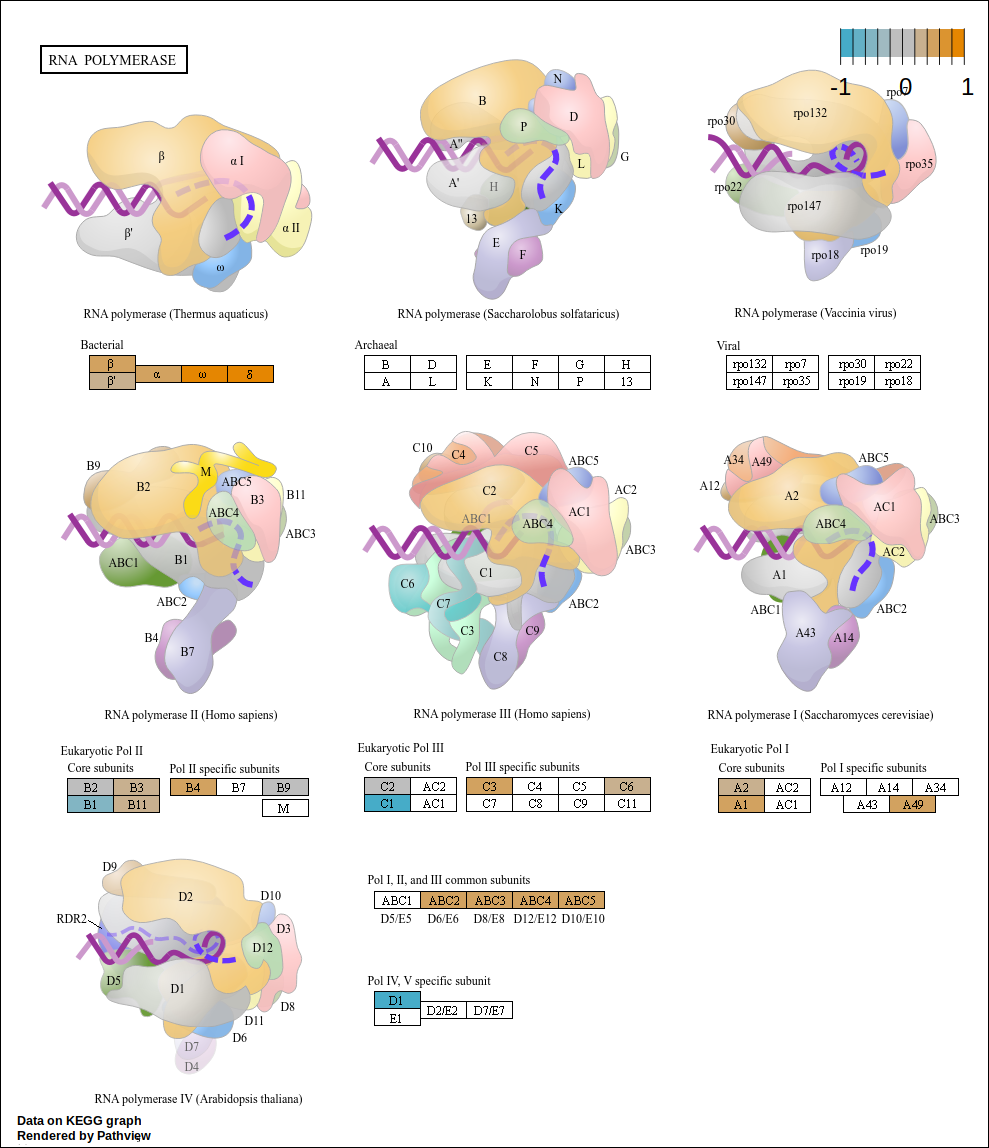 RNA POLYMERASE
-1 0 1
β
α I
β'
α II
ω
RNA polymerase (Thermus aquaticus)
B
N
D
P
A''
G
L
A'
H
K
13
E
F
RNA polymerase (Saccharolobus solfataricus)
rpo7
rpo132
rpo30
rpo35
rpo22
rpo147
rpo18
rpo19
RNA polymerase (Vaccinia virus)
Bacterial
β
β' α ω δ
Archaeal
B D E F G H
A L K N P 13
Viral
rpo132 rpo7 rpo30 rpo22
rpo147 rpo35 rpo19 rpo18
B9
M
B2
ABC5
B3
B11
ABC4
ABC3
B1
ABC1
ABC2
B4
B7
RNA polymerase II (Homo sapiens)
C10
C4
C5
ABC5
C2
AC2
AC1
ABC1
ABC4
ABC3
C1
C6
C7
ABC2
C3
C9
C8
RNA polymerase III (Homo sapiens)
A34
A49
ABC5
A12
A2
AC1
ABC4
ABC3
AC2
A1
ABC1
ABC2
A43
A14
RNA polymerase I (Saccharomyces cerevisiae)
Eukaryotic Pol II
Core subunits Pol II specific subunits
B2 B3 B4 B7 B9
B1 B11 M
Eukaryotic Pol III
Core subunits Pol III specific subunits
C2 AC2 C3 C4 C5 C6
C1 AC1 C7 C8 C9 C11
Eukaryotic Pol I
Core subunits Pol I specific subunits
A2 AC2 A12 A14 A34
A1 AC1 A43 A49
D9
D2
D10
RDR2
D3
D12
D5
D1
D8
D11
D6
D7
D4
RNA polymerase IV (Arabidopsis thaliana)
Pol I, II, and III common subunits
ABC1 ABC2 ABC3 ABC4 ABC5
D5/E5 D6/E6 D8/E8 D12/E12 D10/E10
Pol IV, V specific subunit
D1
E1 D2/E2 D7/E7
Data on KEGG graph
Rendered by Pathview